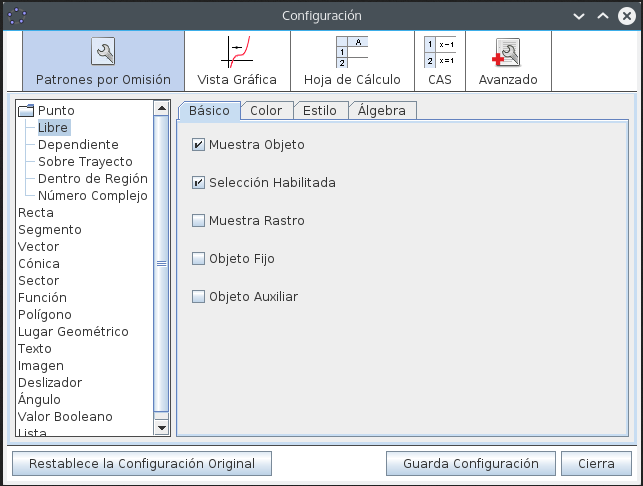 Configuración
Patrones por Omisión
Vista Gráfica
Hoja de Cálculo
CAS
Avanzado
A
1
2
1 x-1
2 x=1
Punto
Libre
Dependiente
Sobre Trayecto
Dentro de Región
Número Complejo
Recta
Segmento
Vector
Cónica
Sector
Función
Polígono
Lugar Geométrico
Texto
Imagen
Deslizador
Ángulo
Valor Booleano
Lista
Básico
Color
Estilo
Álgebra
Muestra Objeto
Selección Habilitada
Muestra Rastro
Objeto Fijo
Objeto Auxiliar
Restablece la Configuración Original
Guarda Configuración
Cierra